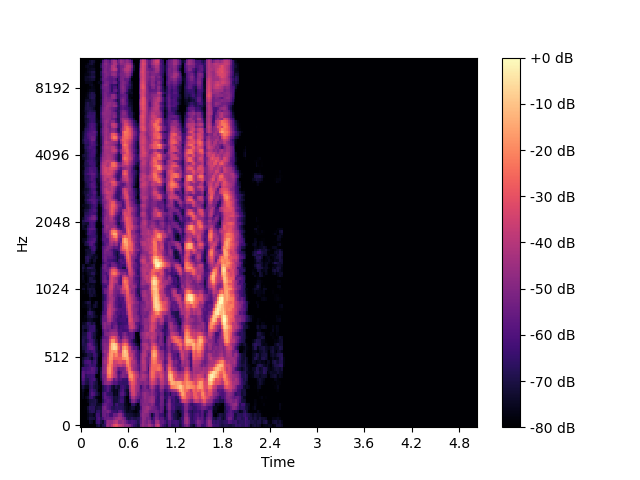 +0 dB
8192
-10 dB
4096
-20 dB
-30 dB
2048
Hz
-40 dB
1024
-50 dB
-60 dB
512
-70 dB
0
-80 dB
0 0.6 1.2 1.8 2.4 3 3.6 4.2 4.8
Time